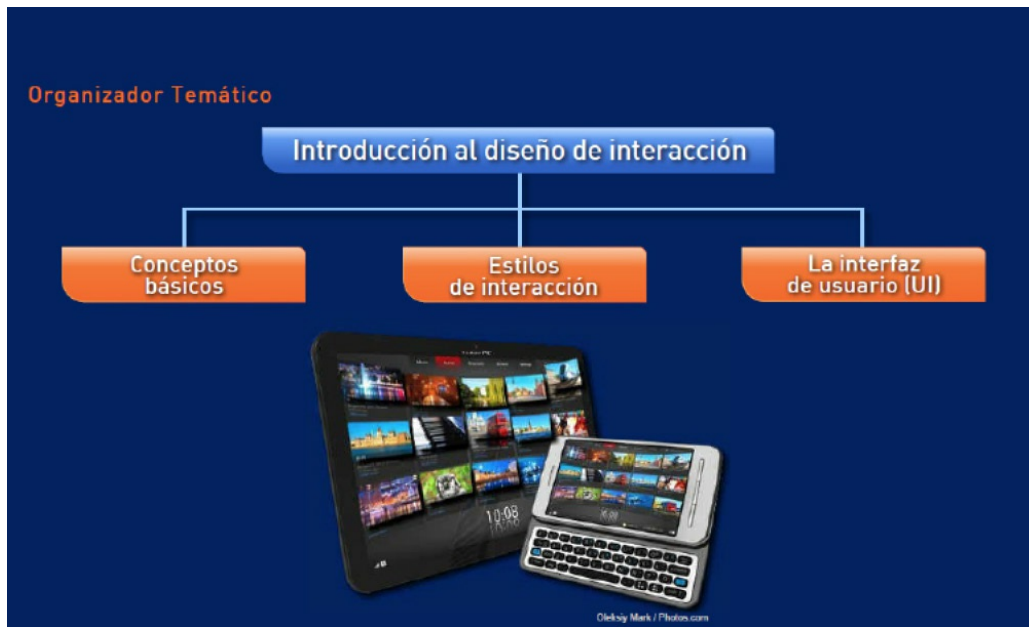 Organizador Temático
Introducción al diseño de interacción
Conceptos
básicos
Estilos
de interacción
La interfaz
de usuario (UI)
10:08
Oleksiy Mark / Photos.com